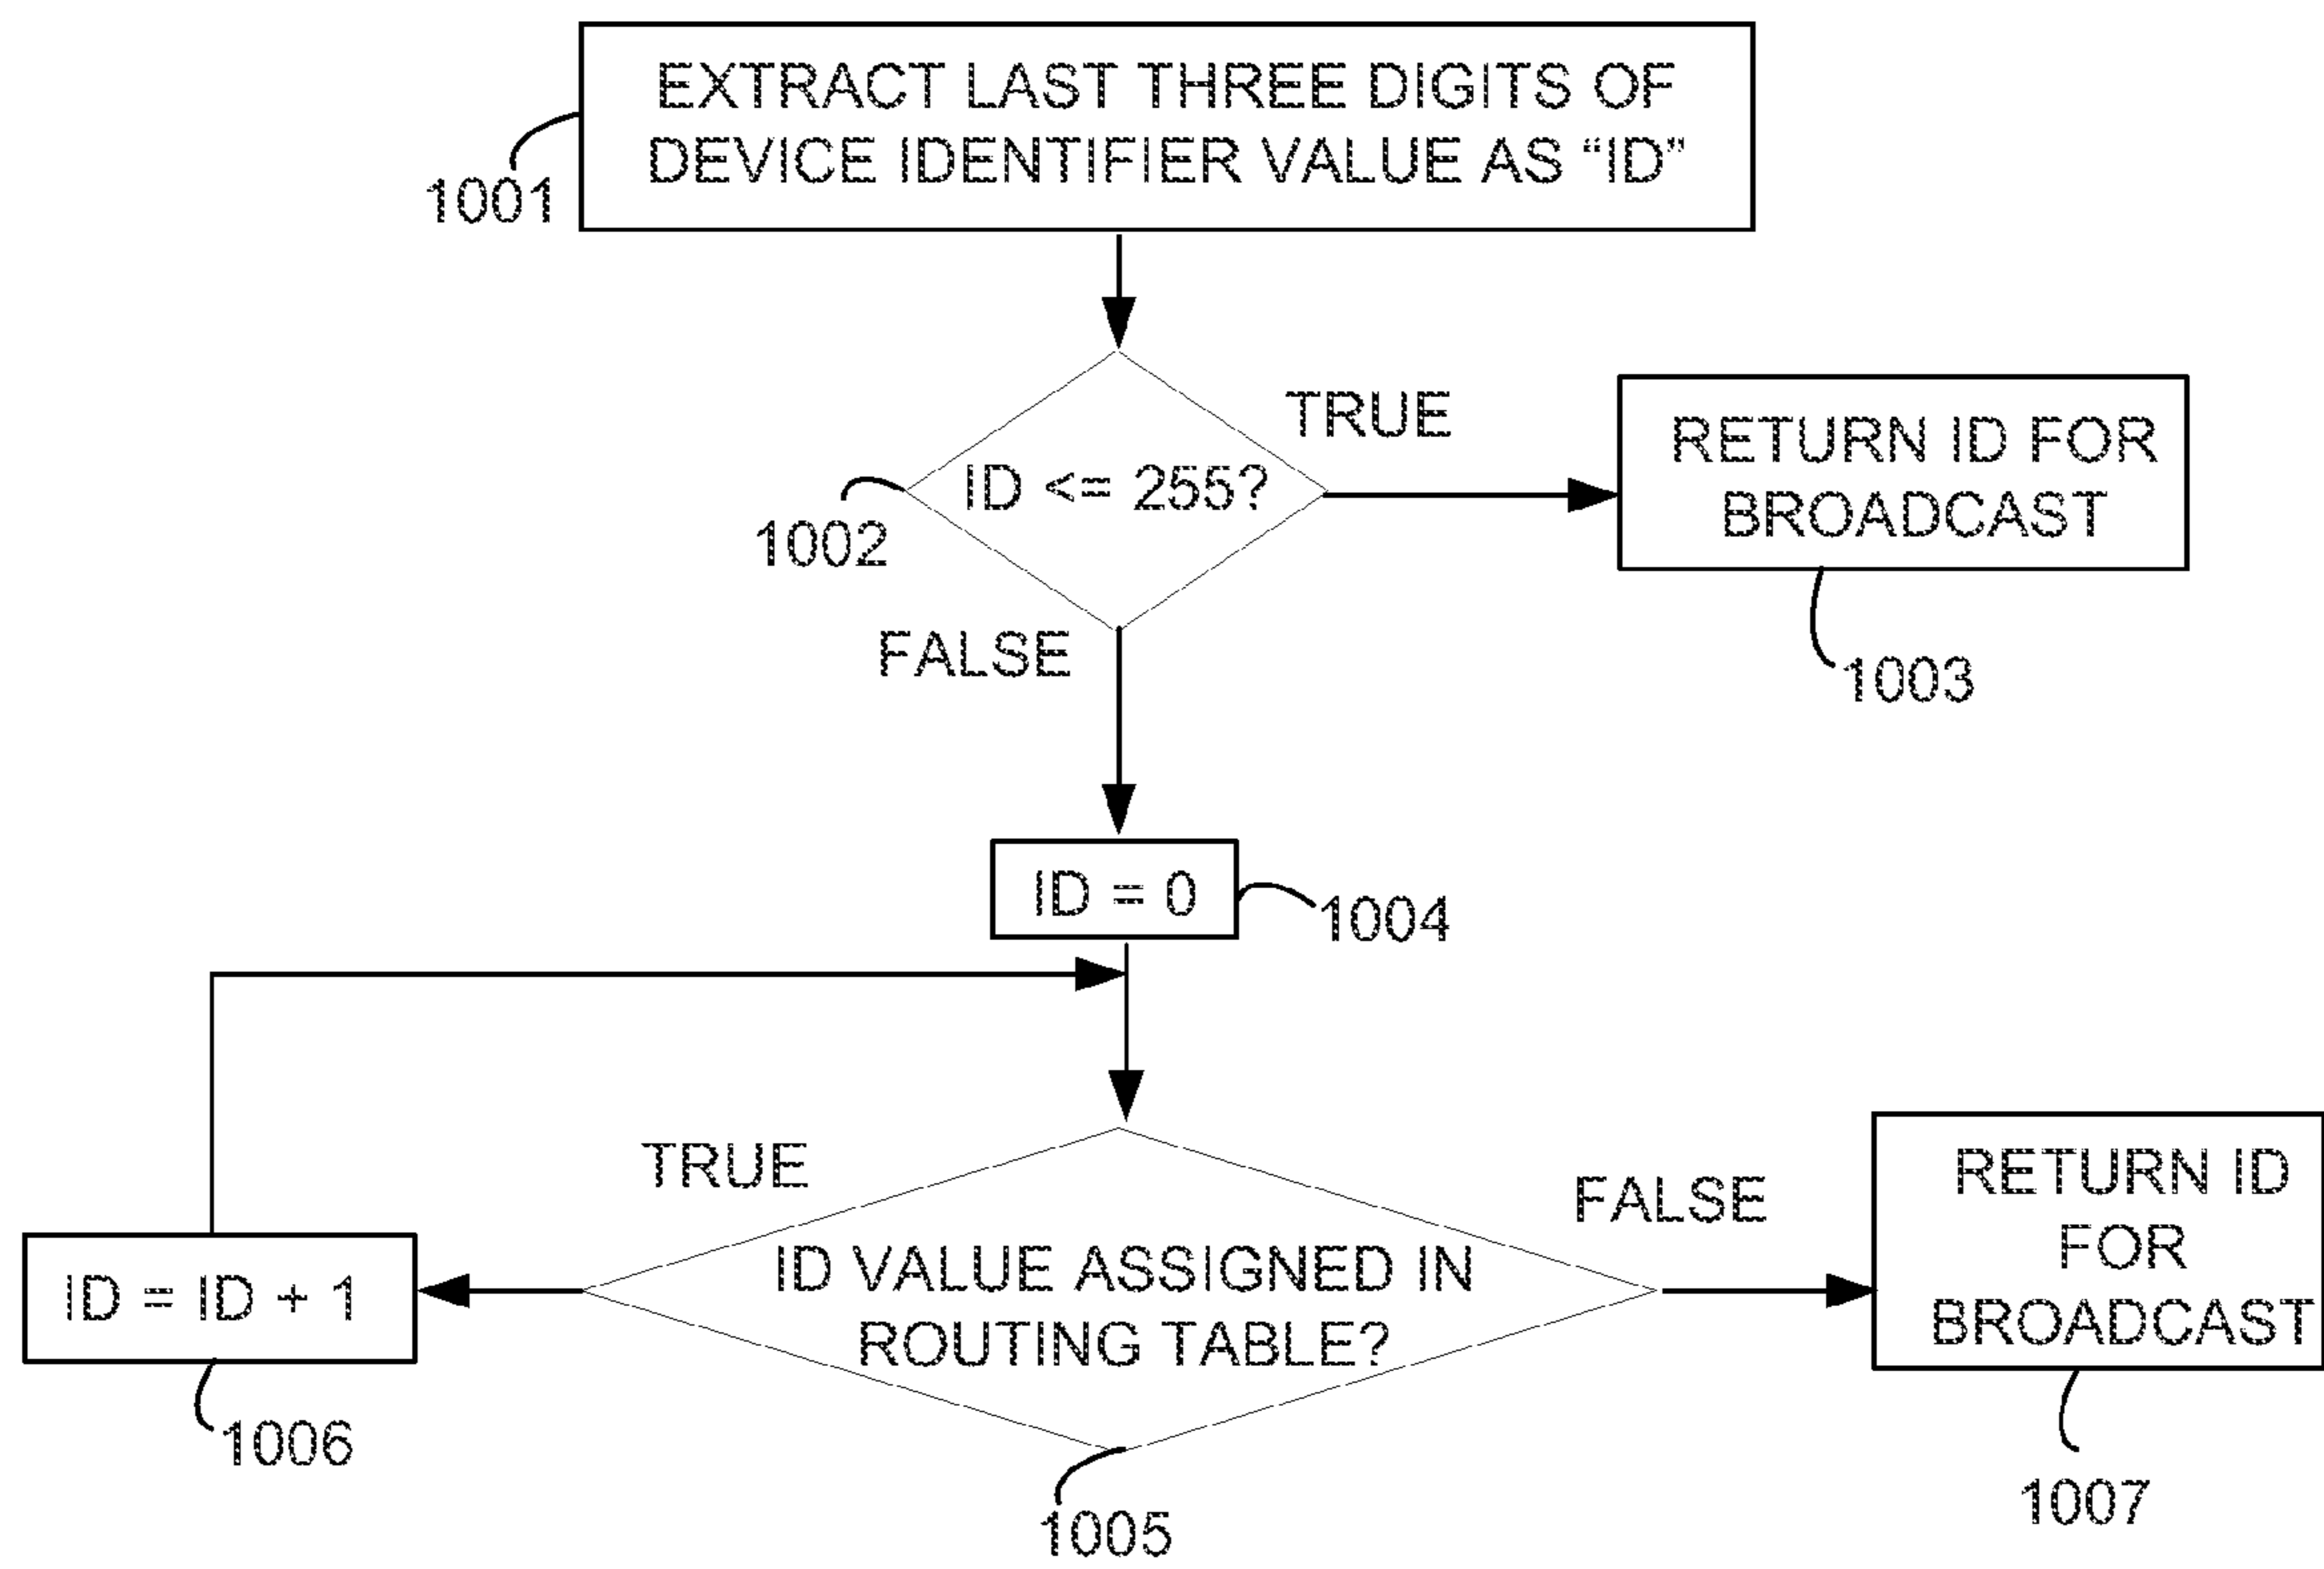 EXTRACT LAST THREE DIGITS OF
DEVICE IDENTIFIER VALUE AS “ID”
1001
TRUE
ID <= 255?
1002
RETURN ID FOR
BROADCAST
1003
FALSE
ID = 0
1004
TRUE
FALSE
ID VALUE ASSIGNED IN
ROUTING TABLE?
1005
ID = ID + 1
1006
RETURN ID
FOR
BROADCAST
1007